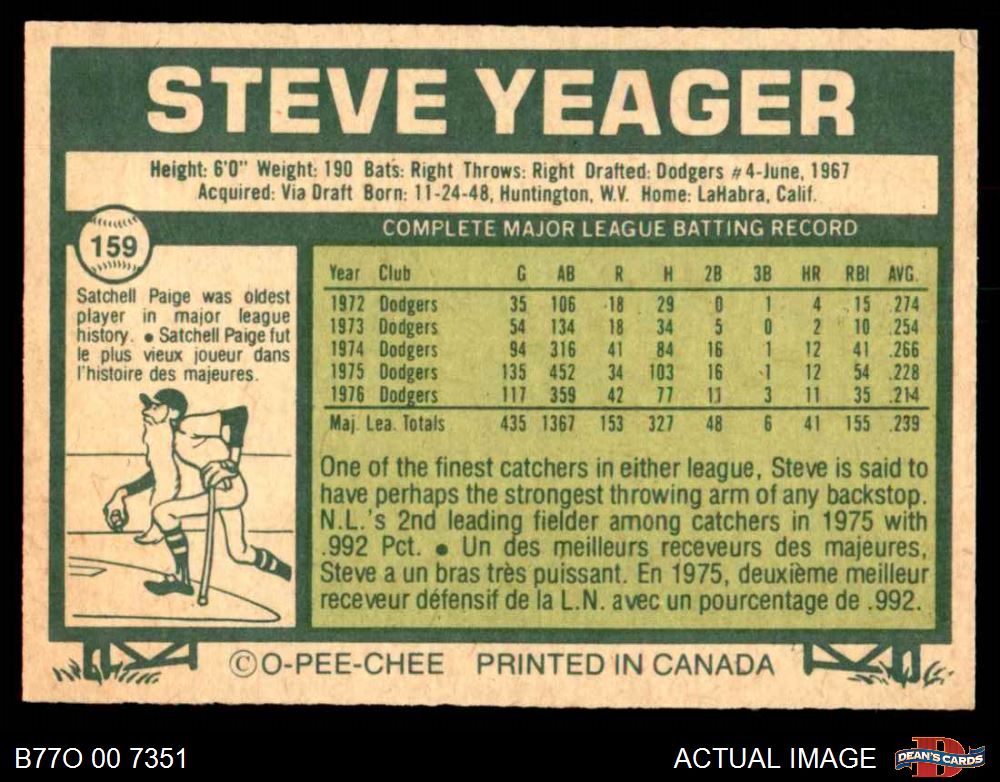 STEVE YEAGER
Height: 6'0" Weight: 190 Bats: Right Throws: Right Drafted: Dodgers #4-June, 1967
Acquired: Via Draft Born: 11-24-48, Huntington, W.V. Home: LaHabra, Calif.
159
Satchell Paige was oldest
player in major league
history. ● Satchell Paige fut
le plus vieux joueur dans
l'histoire des majeures.
COMPLETE MAJOR LEAGUE BATTING RECORD
Year Club G AB R H 2B 3B HR RBI AVG.
1972 Dodgers 35 106 18 29 0 1 4 15 .274
1973 Dodgers 54 134 18 34 5 0 2 10 .254
1974 Dodgers 94 316 41 84 16 1 12 41 .266
1975 Dodgers 135 452 34 103 16 1 12 54 .228
1976 Dodgers 117 359 42 77 11 3 11 35 .214
Maj. Lea. Totals 435 1367 153 327 48 6 41 155 .239
One of the finest catchers in either league, Steve is said to
have perhaps the strongest throwing arm of any backstop.
N.L.'s 2nd leading fielder among catchers in 1975 with
.992 Pct. ● Un des meilleurs receveurs des majeures,
Steve a un bras très puissant. En 1975, deuxième meilleur
receveur défensif de la L.N. avec un pourcentage de .992.
©O-PEE-CHEE PRINTED IN CANADA
B77O 00 7351
ACTUAL IMAGE
D
DEAN'S CARDS